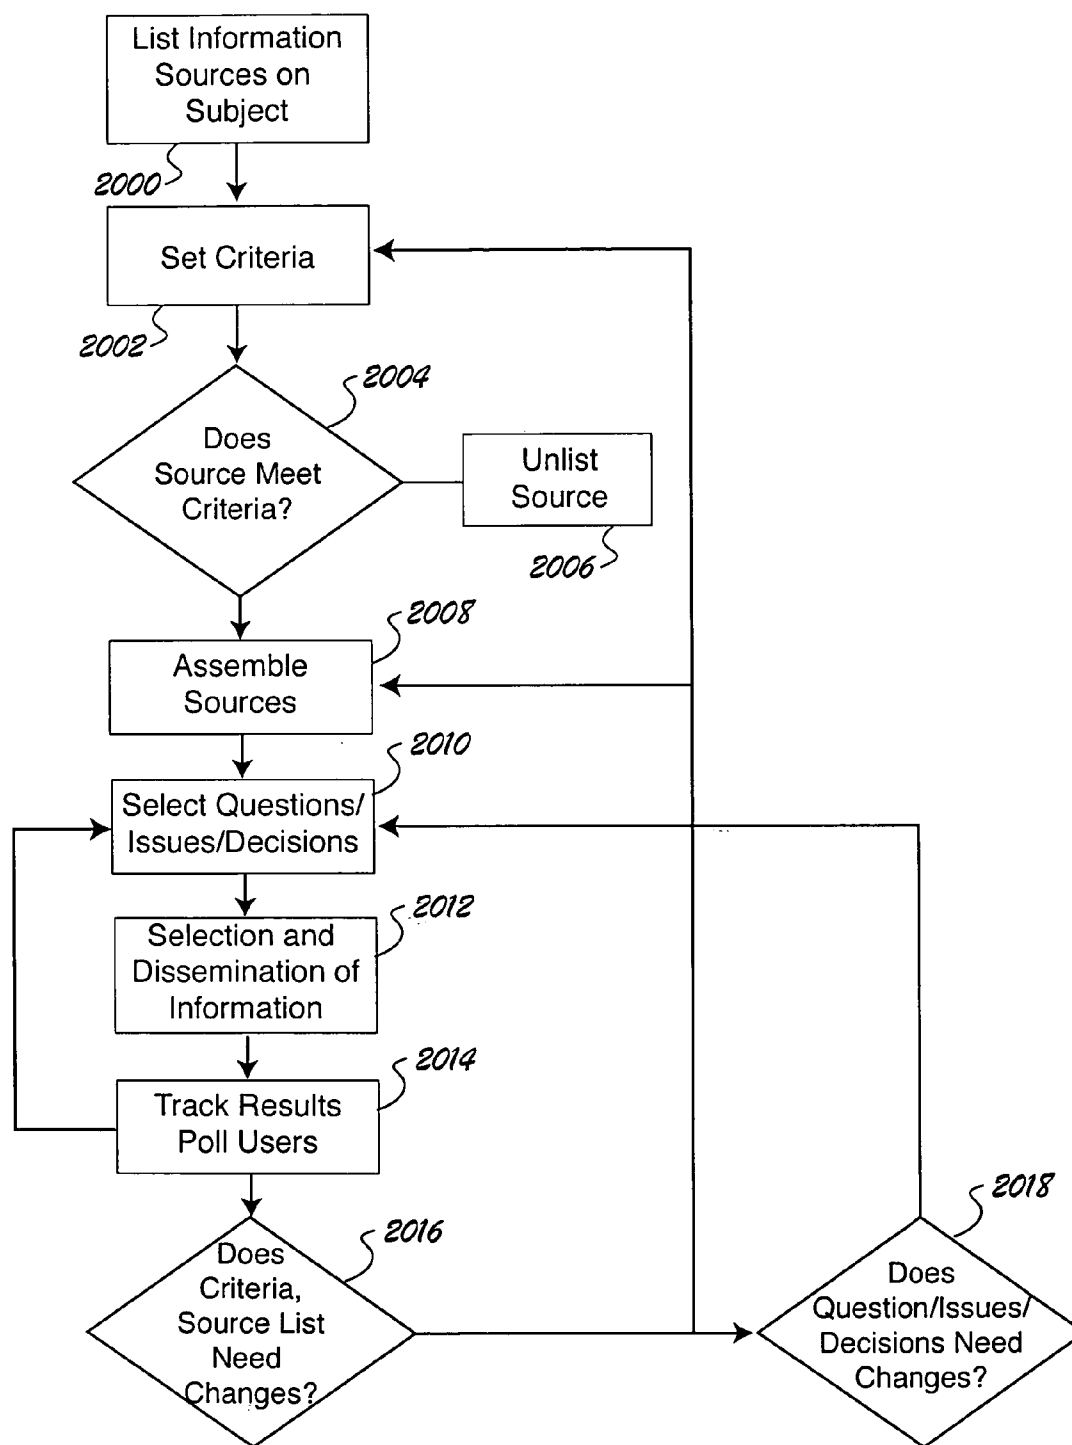 List Information
Sources on
Subject
2000
Set Criteria
2002
2004
Does
Source Meet
Criteria?
Unlist
Source
2006
2008
Assemble
Sources
2010
Select Questions/
Issues/Decisions
2012
Selection and
Dissemination of
Information
2014
Track Results
Poll Users
2016
Does
Criteria,
Source List
Need
Changes?
2018
Does
Question/Issues/
Decisions Need
Changes?